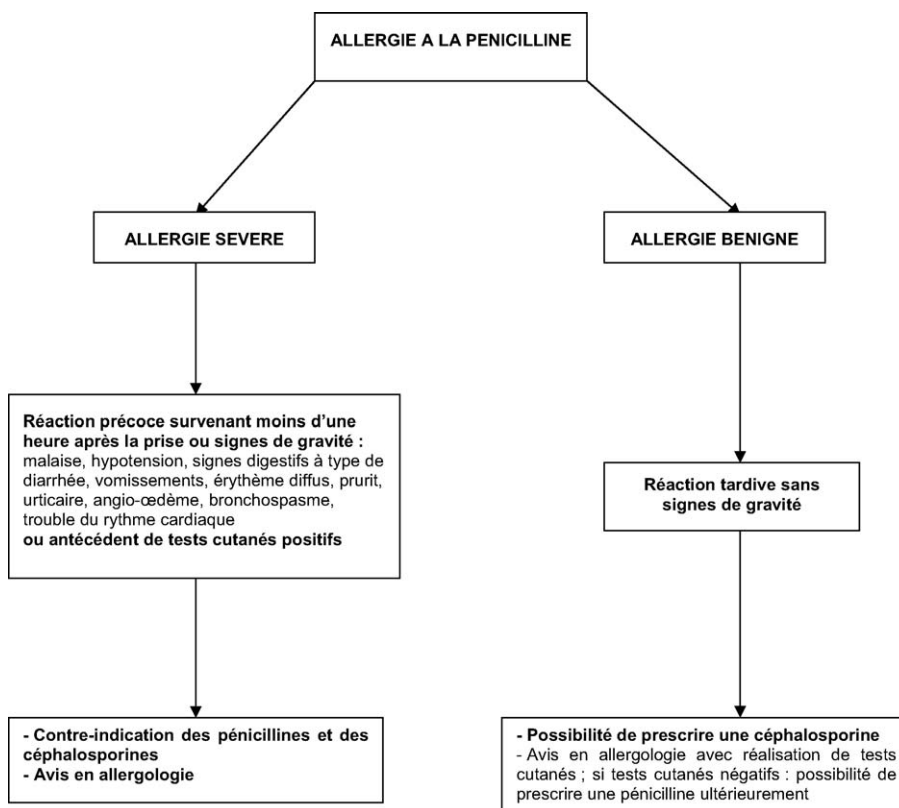 ALLERGIE A LA PENICILLINE
ALLERGIE SEVERE
ALLERGIE BENIGNE
Réaction précoce survenant moins d’une
heure après la prise ou signes de gravité :
malaise, hypotension, signes digestifs à type de
diarrhée, vomissements, érythème diffus, prurit,
urticaire, angio-œdème, bronchospasme,
trouble du rythme cardiaque
ou antécédent de tests cutanés positifs
Réaction tardive sans
signes de gravité
- Contre-indication des pénicillines et des
céphalosporines
- Avis en allergologie
- Possibilité de prescrire une céphalosporine
- Avis en allergologie avec réalisation de tests
cutanés ; si tests cutanés négatifs : possibilité de
prescrire une pénicilline ultérieurement